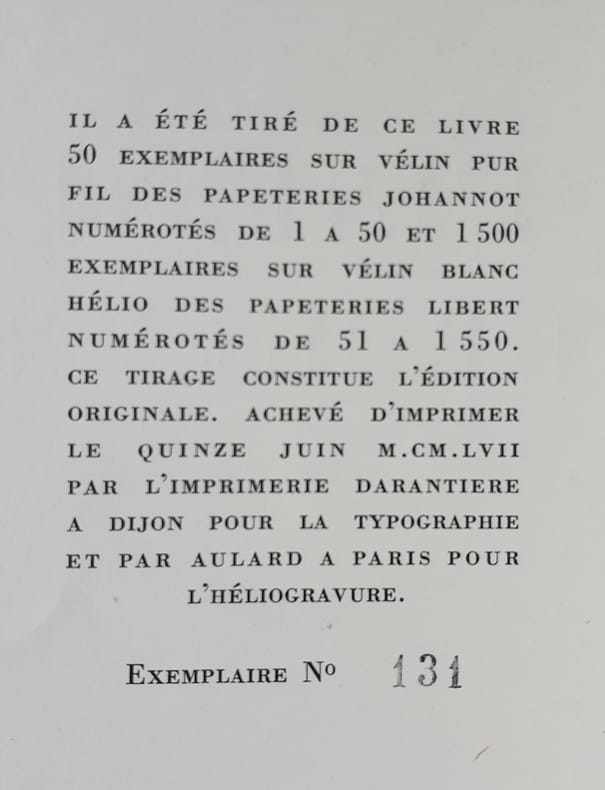 IL A ÉTÉ TIRÉ DE CE LIVRE
50 EXEMPLAIRES SUR VÉLIN PUR
FIL DES PAPETERIES JOHANNOT
NUMÉROTÉS DE 1 A 50 ET 1 500
EXEMPLAIRES SUR VÉLIN BLANC
HÉLIO DES PAPETERIES LIBERT
NUMÉROTÉS DE 51 A 1 550.
CE TIRAGE CONSTITUE L'ÉDITION
ORIGINALE. ACHEVÉ D'IMPRIMER
LE QUINZE JUIN M.CM.LVII
PAR L'IMPRIMERIE DARANTIERE
A DIJON POUR LA TYPOGRAPHIE
ET PAR AULARD A PARIS POUR
L'HÉLIOGRAVURE.
EXEMPLAIRE Nº 131